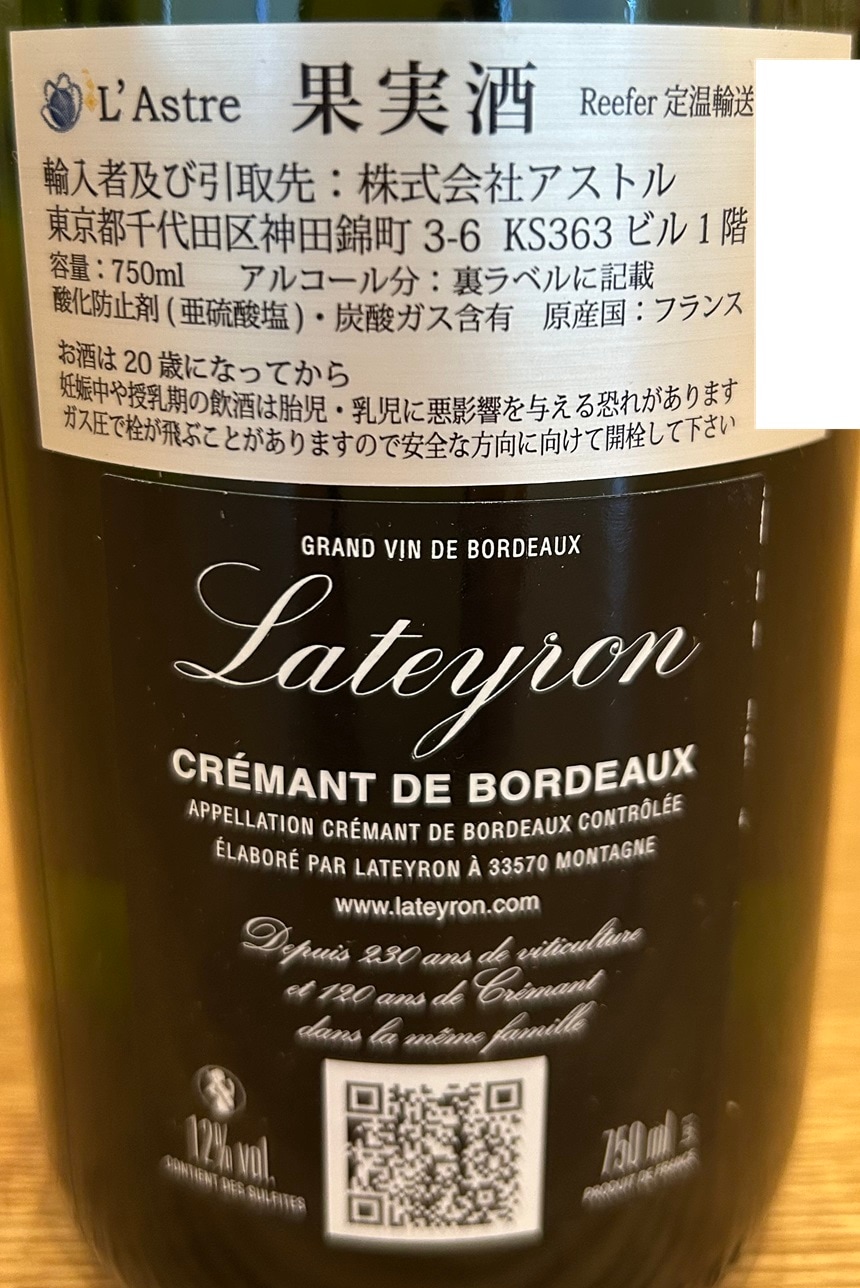 L'Astre 果実酒 Reefer 定温輸送
輸入者及び引取先：株式会社アストル
東京都千代田区神田錦町 3-6 KS363 ビル 1 階
容量：750ml アルコール分：裏ラベルに記載
酸化防止剤 (亜硫酸塩)・炭酸ガス含有 原産国：フランス
お酒は 20 歳になってから
妊娠中や授乳期の飲酒は胎児・乳児に悪影響を与える恐れがあります
ガス圧で栓が飛ぶことがありますので安全な方向に向けて開栓して下さい
GRAND VIN DE BORDEAUX
Lateyron
CRÉMANT DE BORDEAUX
APPELLATION CRÉMANT DE BORDEAUX CONTRÔLÉE
ÉLABORÉ PAR LATEYRON À 33570 MONTAGNE
www.lateyron.com
Depuis 230 ans de viticulture
et 120 ans de Crémant
dans la même famille
12% vol.
CONTIENT DES SULFITES
750 ml
PRODUIT DE FRANCE